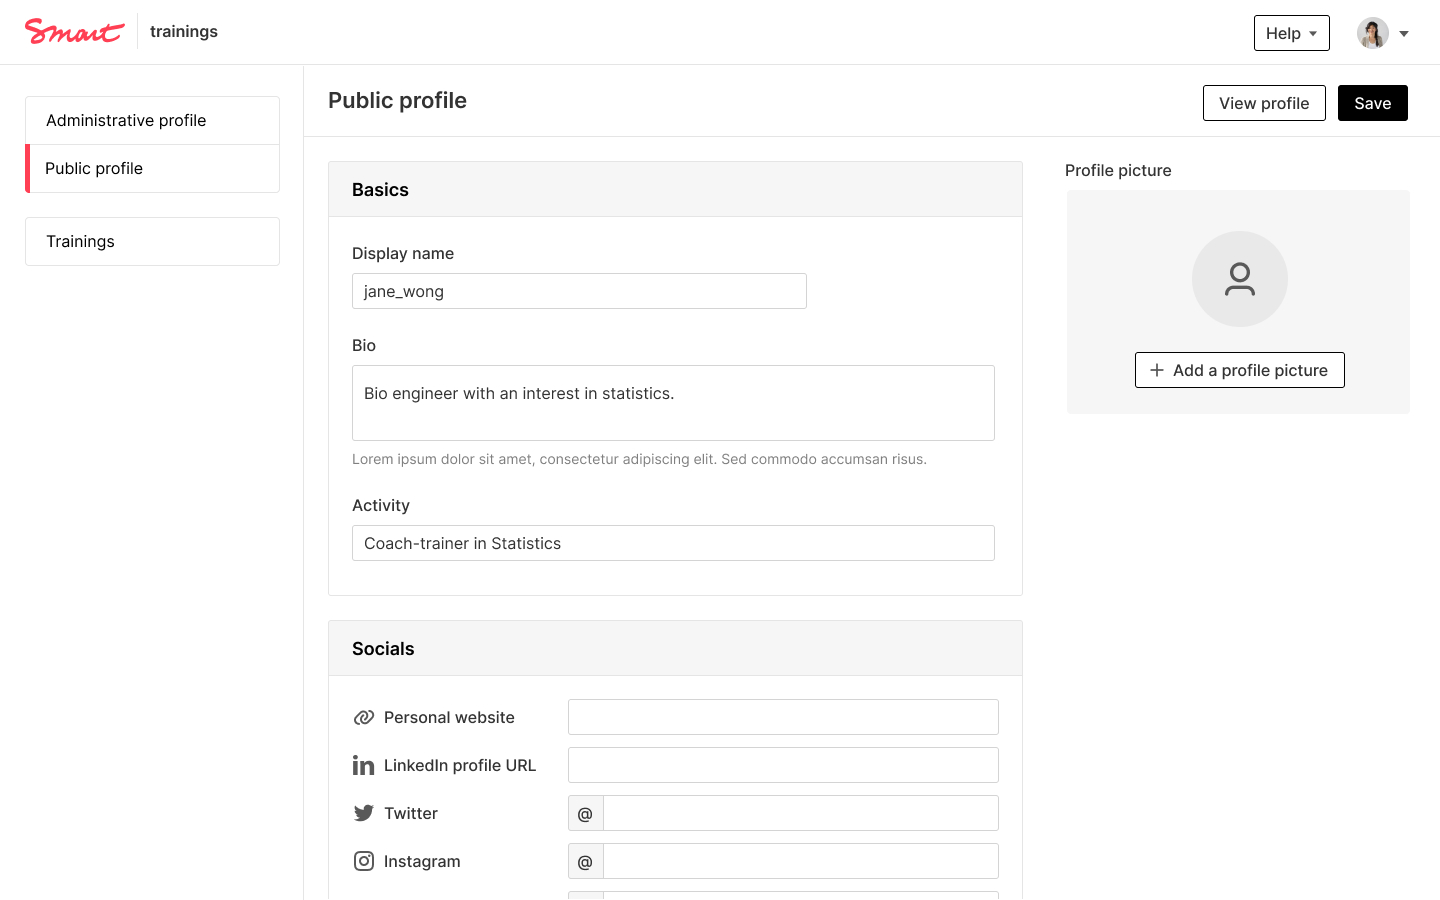 Smart
trainings
Help
Administrative profile
Public profile
Trainings
Public profile
View profile
Save
Basics
Display name
jane_wong
Bio
Bio engineer with an interest in statistics.
Lorem ipsum dolor sit amet, consectetur adipiscing elit. Sed commodo accumsan risus.
Activity
Coach-trainer in Statistics
Profile picture
Add a profile picture
Socials
Personal website
LinkedIn profile URL
Twitter @
Instagram @